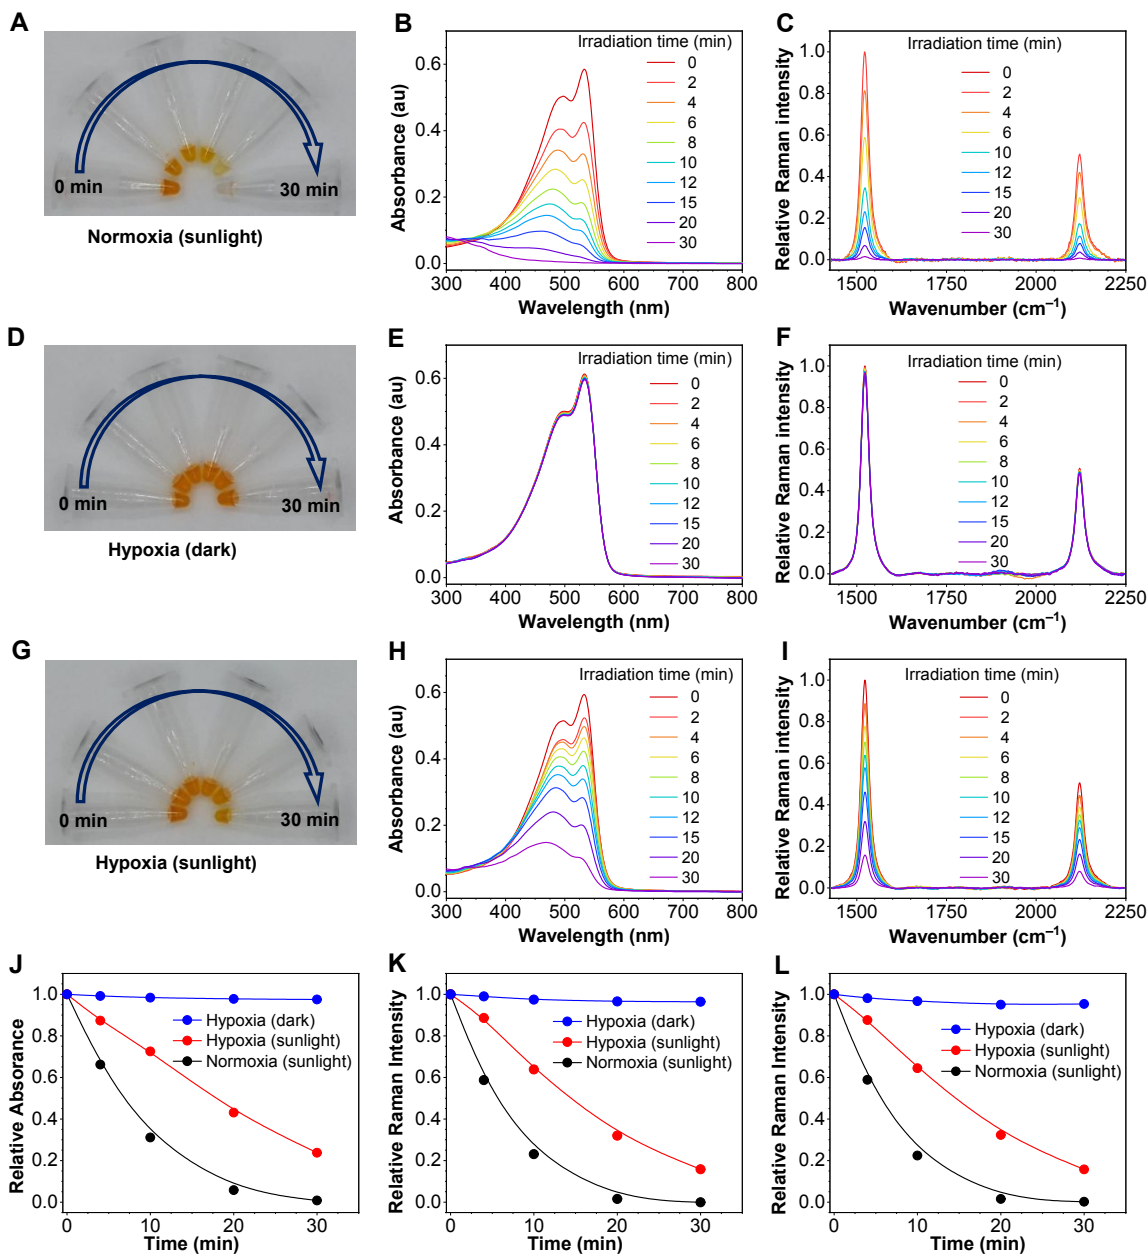 A
0 min
30 min
Normoxia (sunlight)
B
Absorbance (au)
0.6
0.4
0.2
0.0
300 400 500 600 700 800
Wavelength (nm)
Irradiation time (min)
0
2
4
6
8
10
12
15
20
30
C
Relative Raman intensity
1.0
0.8
0.6
0.4
0.2
0.0
1500 1750 2000 2250
Wavenumber (cm⁻¹)
Irradiation time (min)
0
2
4
6
10
12
15
20
30
D
0 min
30 min
Hypoxia (dark)
E
Absorbance (au)
0.6
0.4
0.2
0.0
300 400 500 600 700 800
Wavelength (nm)
Irradiation time (min)
0
2
4
6
8
10
12
15
20
30
F
Relative Raman intensity
1.0
0.8
0.6
0.4
0.2
0.0
1500 1750 2000 2250
Wavenumber (cm⁻¹)
Irradiation time (min)
0
2
4
6
8
10
12
15
20
30
G
0 min
30 min
Hypoxia (sunlight)
H
Absorbance (au)
0.6
0.4
0.2
0.0
300 400 500 600 700 800
Wavelength (nm)
Irradiation time (min)
0
2
4
6
8
10
12
15
20
30
I
Relative Raman intensity
1.0
0.8
0.6
0.4
0.2
0.0
1500 1750 2000 2250
Wavenumber (cm⁻¹)
Irradiation time (min)
0
2
4
6
8
10
12
15
20
30
J
Relative Absorance
1.0
0.8
0.6
0.4
0.2
0.0
0 10 20 30
Time (min)
Hypoxia (dark)
Hypoxia (sunlight)
Normoxia (sunlight)
K
Relative Raman Intensity
1.0
0.8
0.6
0.4
0.2
0.0
0 10 20 30
Time (min)
Hypoxia (dark)
Hypoxia (sunlight)
Normoxia (sunlight)
L
Relative Raman Intensity
1.0
0.8
0.6
0.4
0.2
0.0
0 10 20 30
Time (min)
Hypoxia (dark)
Hypoxia (sunlight)
Normoxia (sunlight)